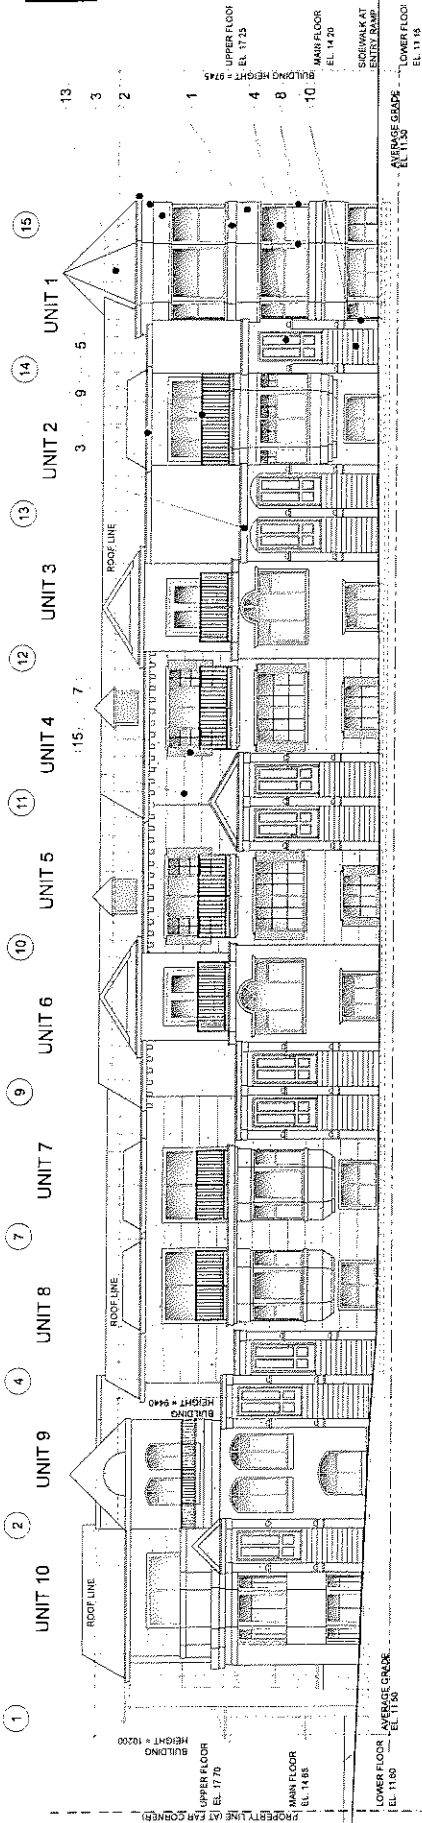 1
2
4
7
9
10
11
12
13
14
15
UNIT 10
UNIT 9
UNIT 8
UNIT 7
UNIT 6
UNIT 5
UNIT 4
UNIT 3
UNIT 2
UNIT 1
15
7
3
9
5
13
3
2
1
4
8
10
ROOF LINE
ROOF LINE
ROOF LINE
BUILDING
HEIGHT = 10200
BUILDING
HEIGHT = 9440
BUILDING HEIGHT = 9745
UPPER FLOOR
EL. 17.70
MAIN FLOOR
EL. 14.65
LOWER FLOOR
EL. 11.60
AVERAGE GRADE
EL. 11.50
PROPERTY LINE (AT FAR CORNER)
UPPER FLOOR
EL. 17.25
MAIN FLOOR
EL. 14.20
SIDEWALK AT
ENTRY RAMP
LOWER FLOOR
EL. 11.15
AVERAGE GRADE
EL. 11.50